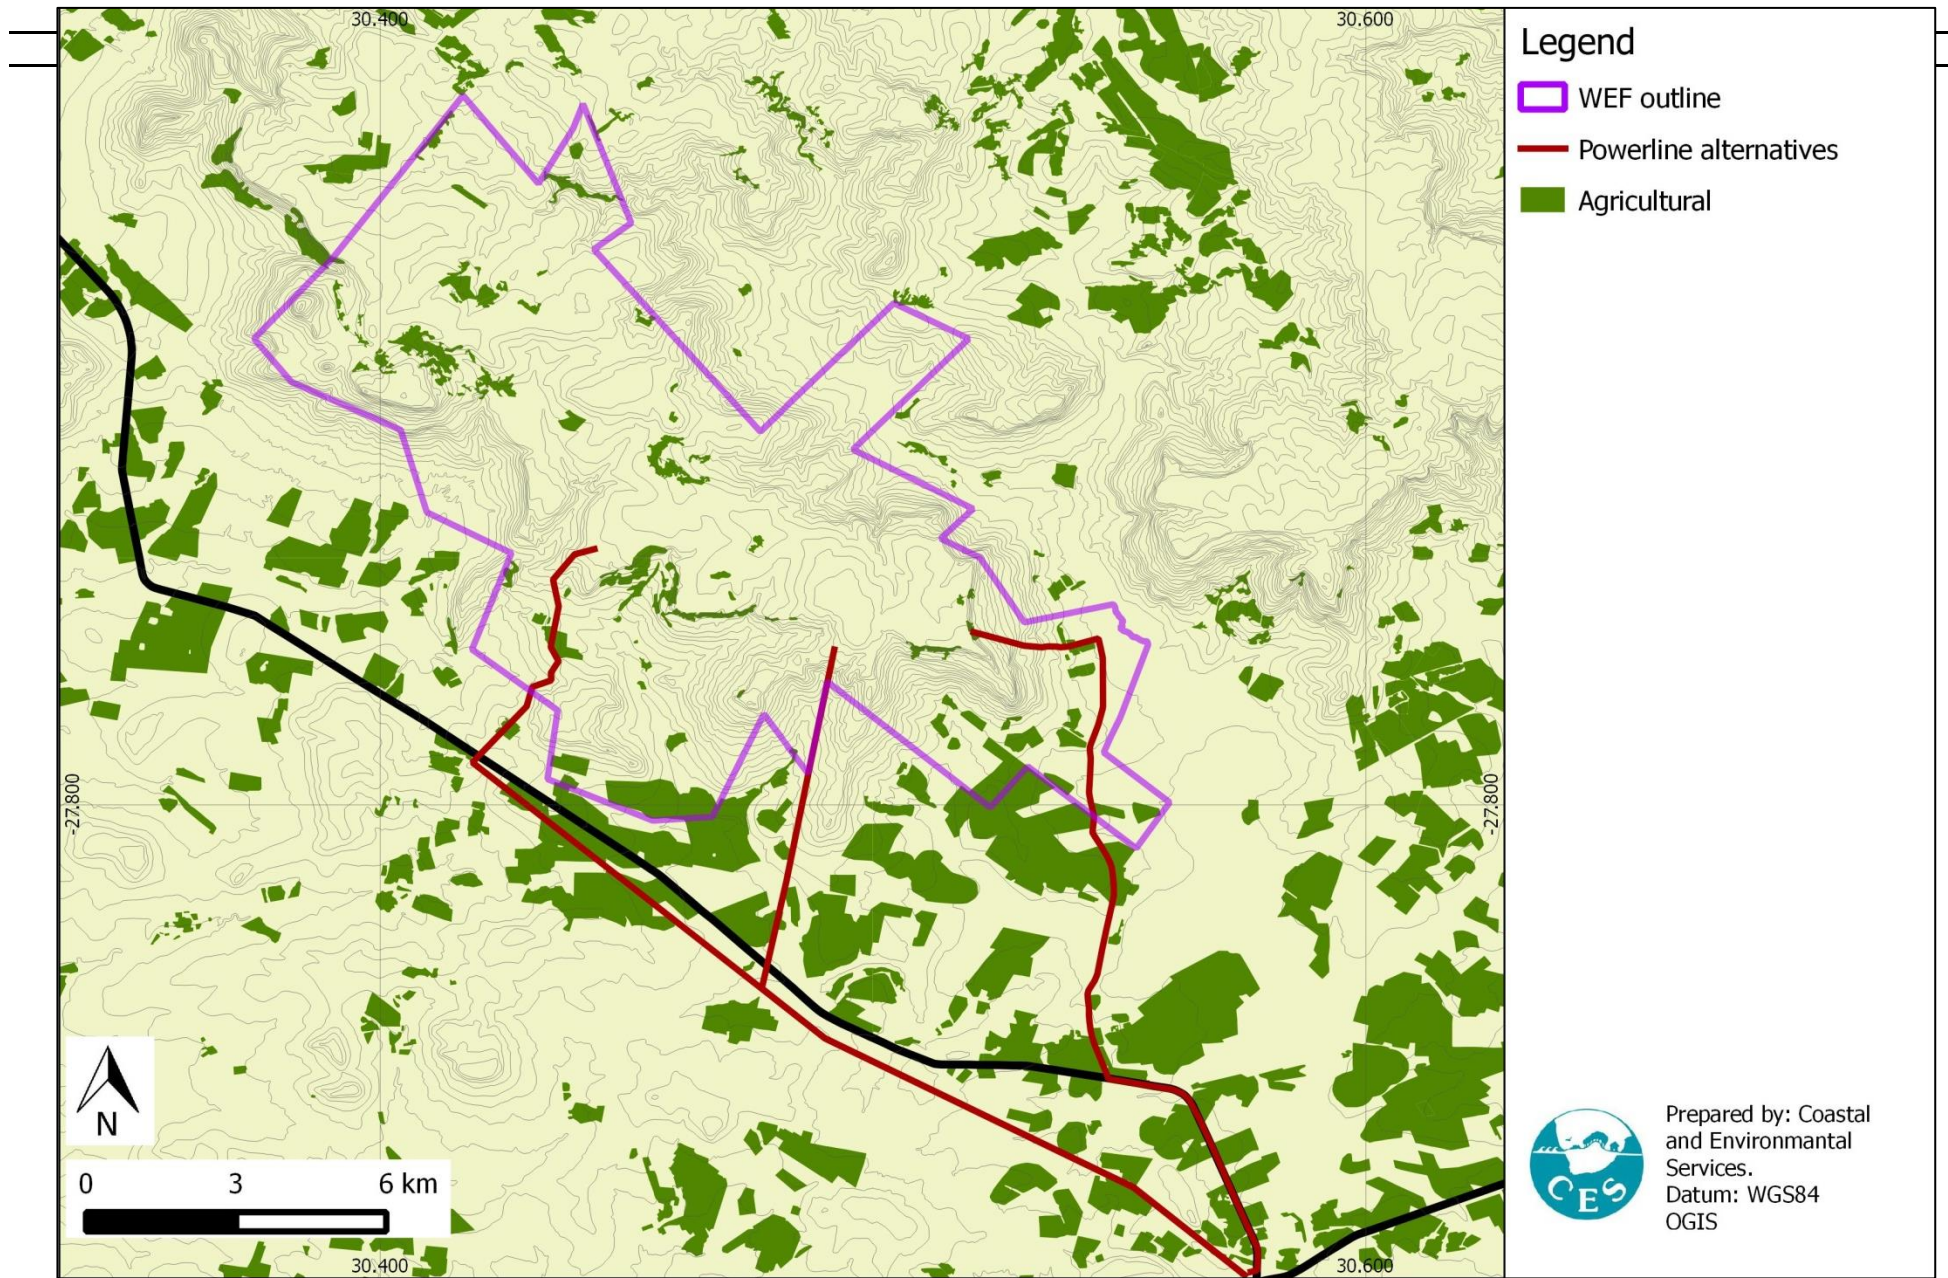 30.400
30.600
Legend
WEF outline
Powerline alternatives
Agricultural
-27.800
-27.800
N
0 3 6 km
30.400
30.600
CES
Prepared by: Coastal
and Environmantal
Services.
Datum: WGS84
OGIS